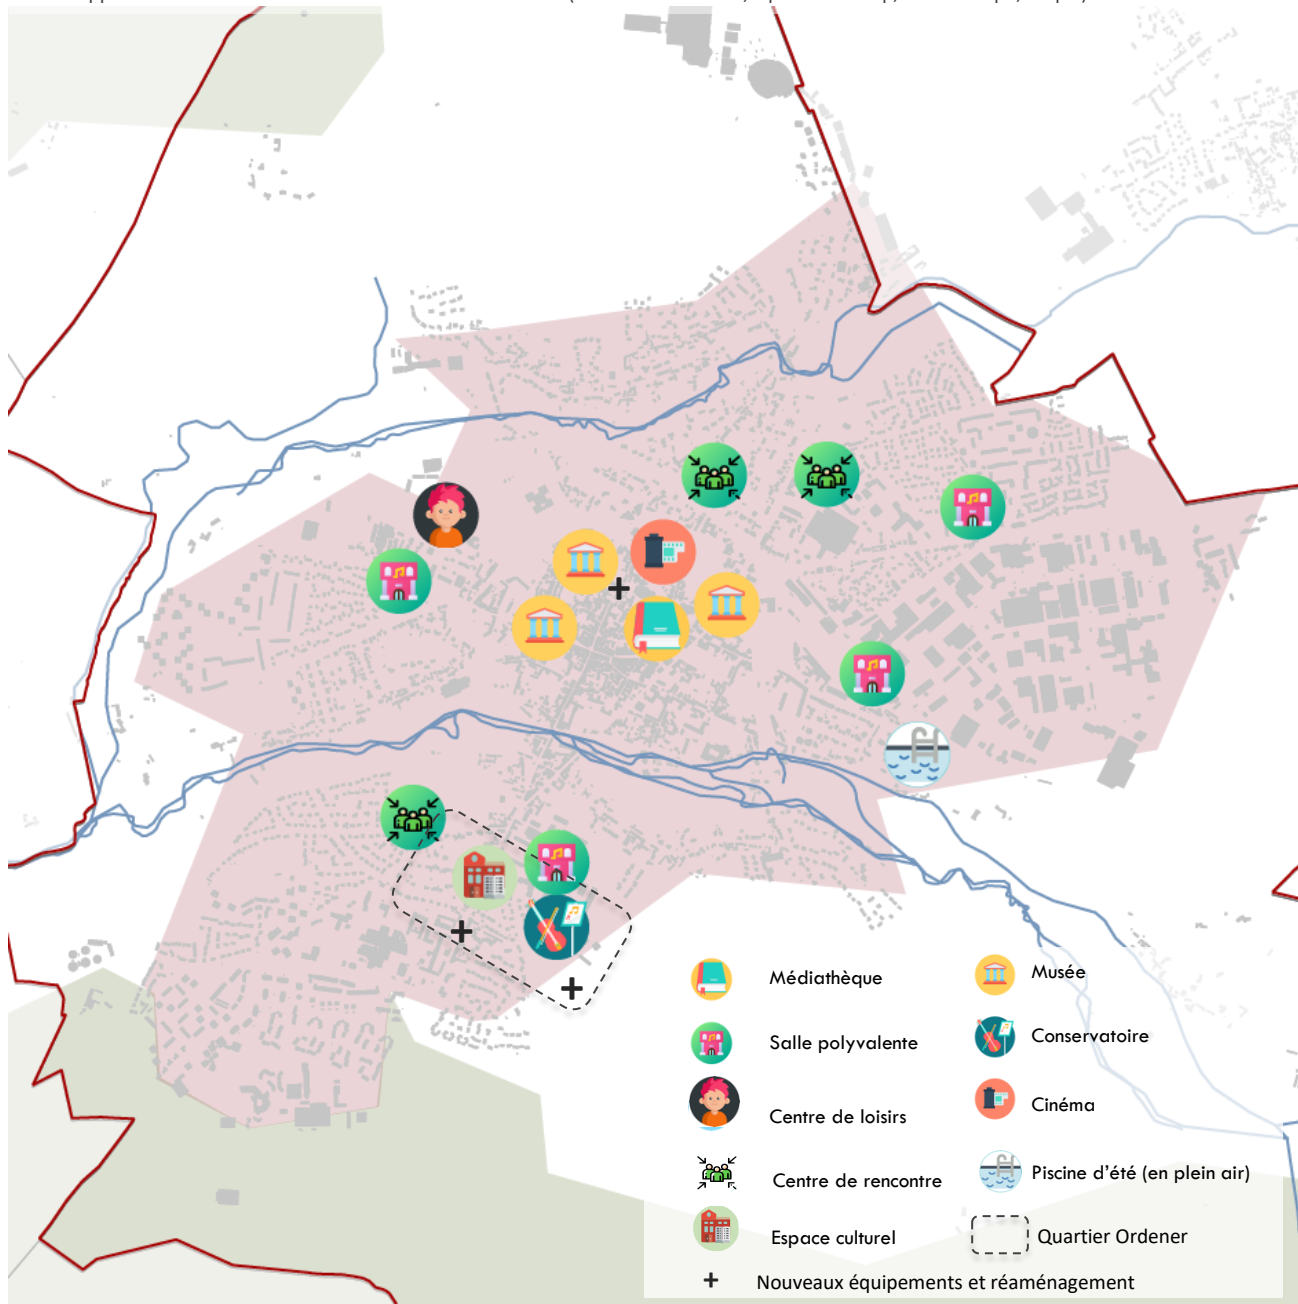 Médiathèque
Musée
Salle polyvalente
Conservatoire
Centre de loisirs
Cinéma
Centre de rencontre
Piscine d’été (en plein air)
Espace culturel
Quartier Ordener
Nouveaux équipements et réaménagement